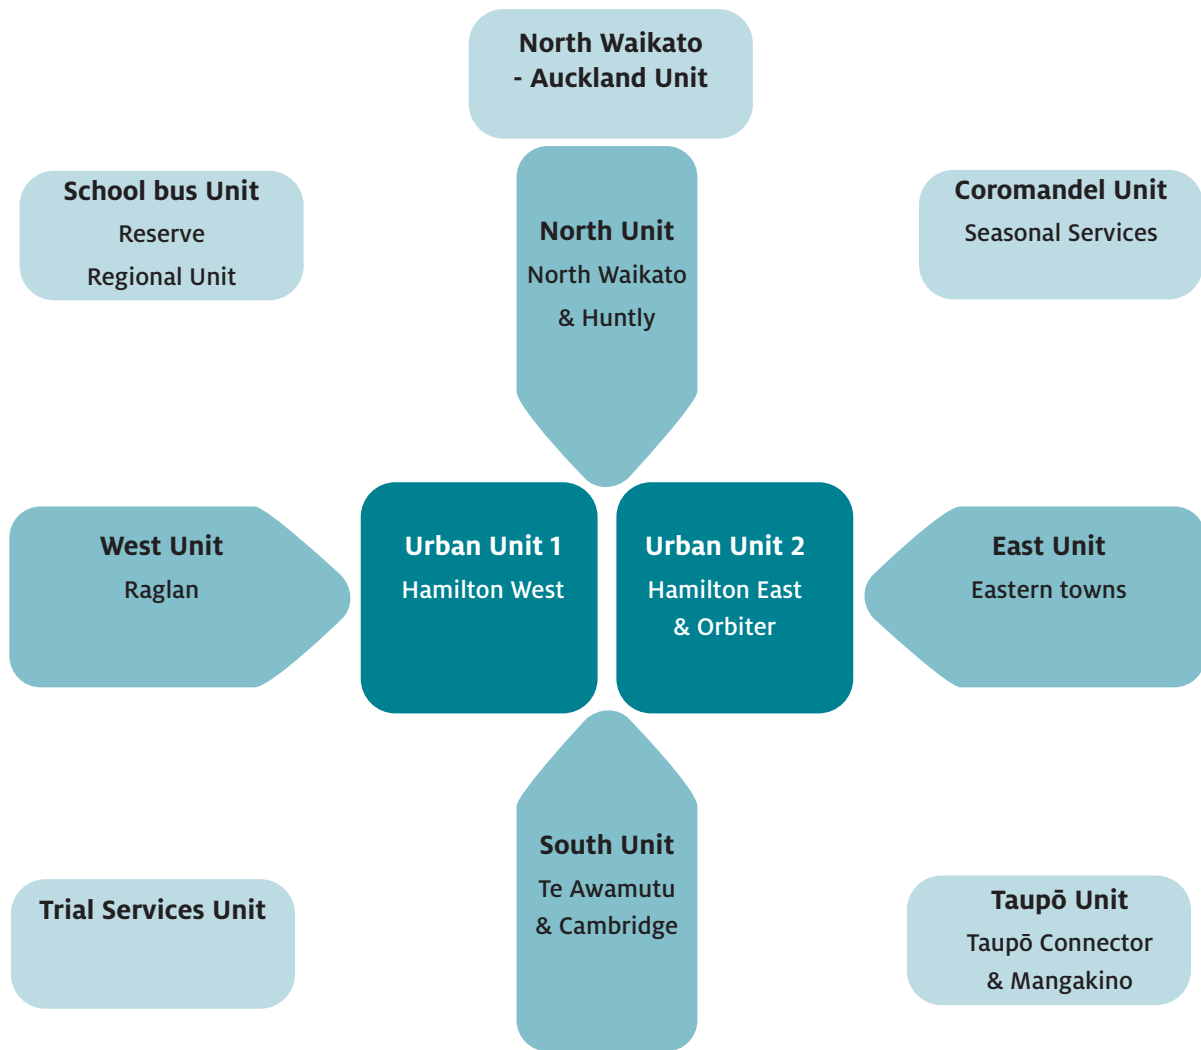 North Waikato
- Auckland Unit
School bus Unit
Reserve
Regional Unit
North Unit
North Waikato
& Huntly
Coromandel Unit
Seasonal Services
West Unit
Raglan
Urban Unit 1
Hamilton West
Urban Unit 2
Hamilton East
& Orbiter
East Unit
Eastern towns
Trial Services Unit
South Unit
Te Awamutu
& Cambridge
Taupō Unit
Taupō Connector
& Mangakino